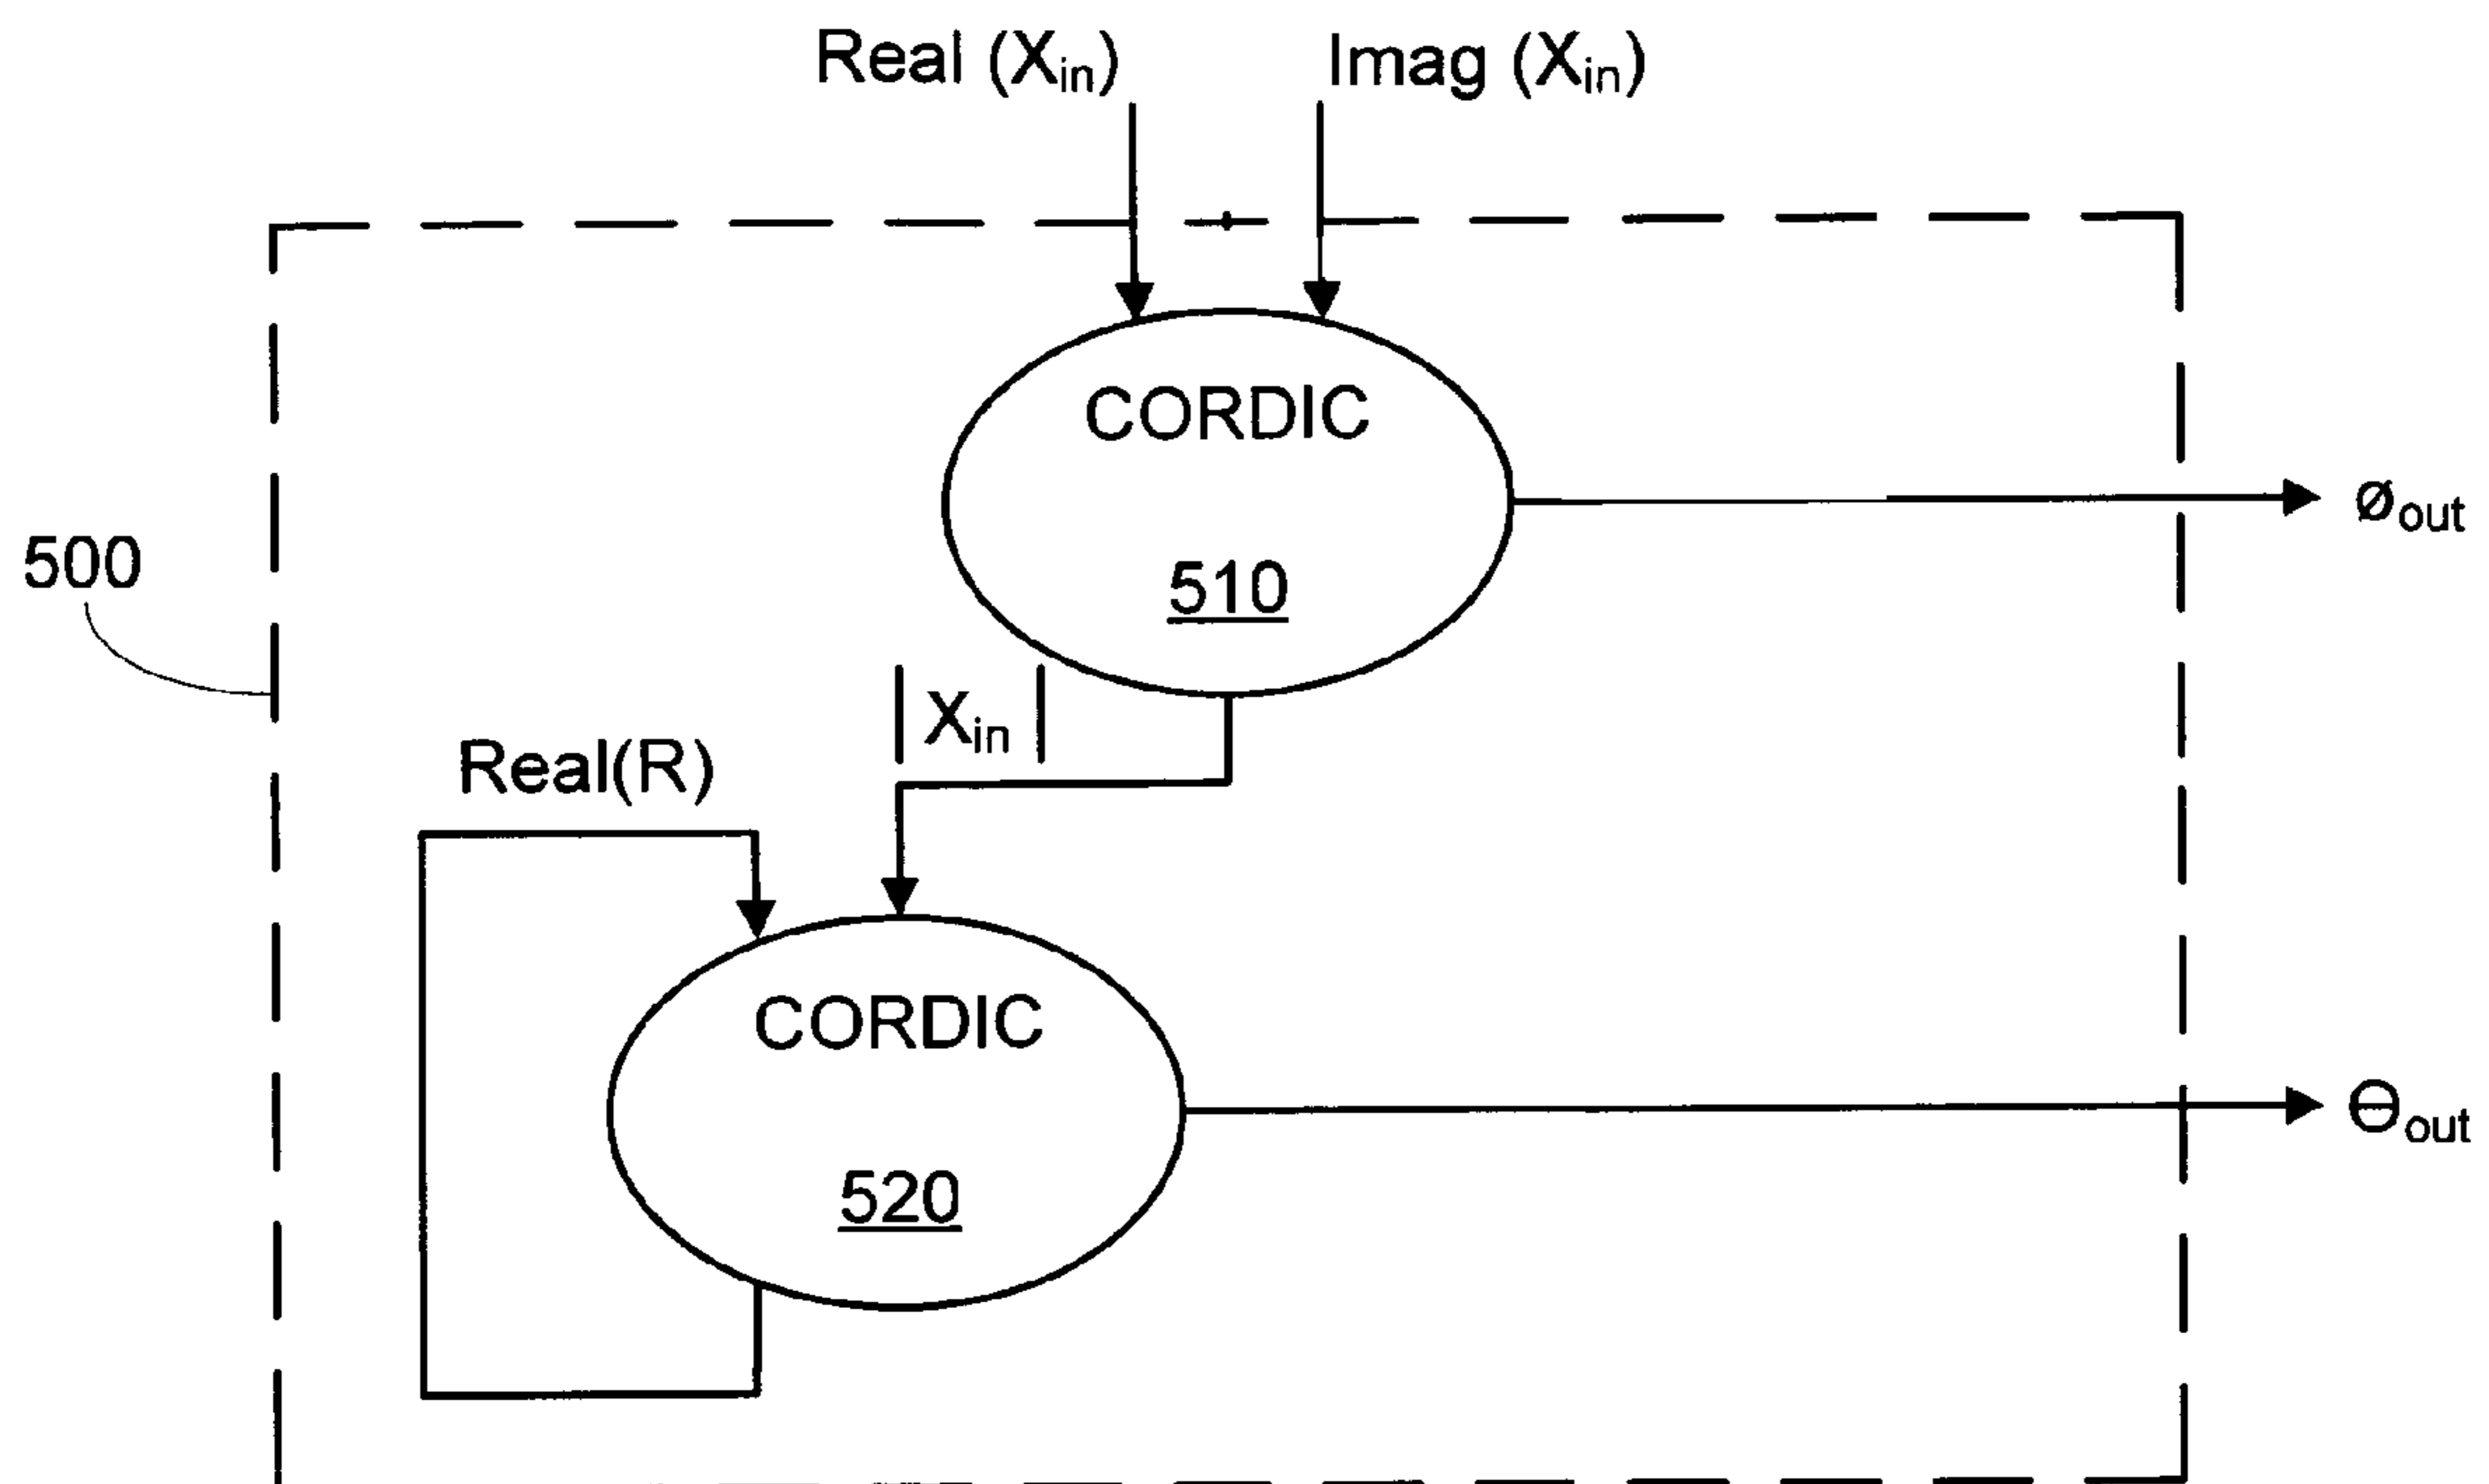 Real (Xin) Imag (Xin)
CORDIC
510
øout
500
|Xin|
Real(R)
CORDIC
520
Θout